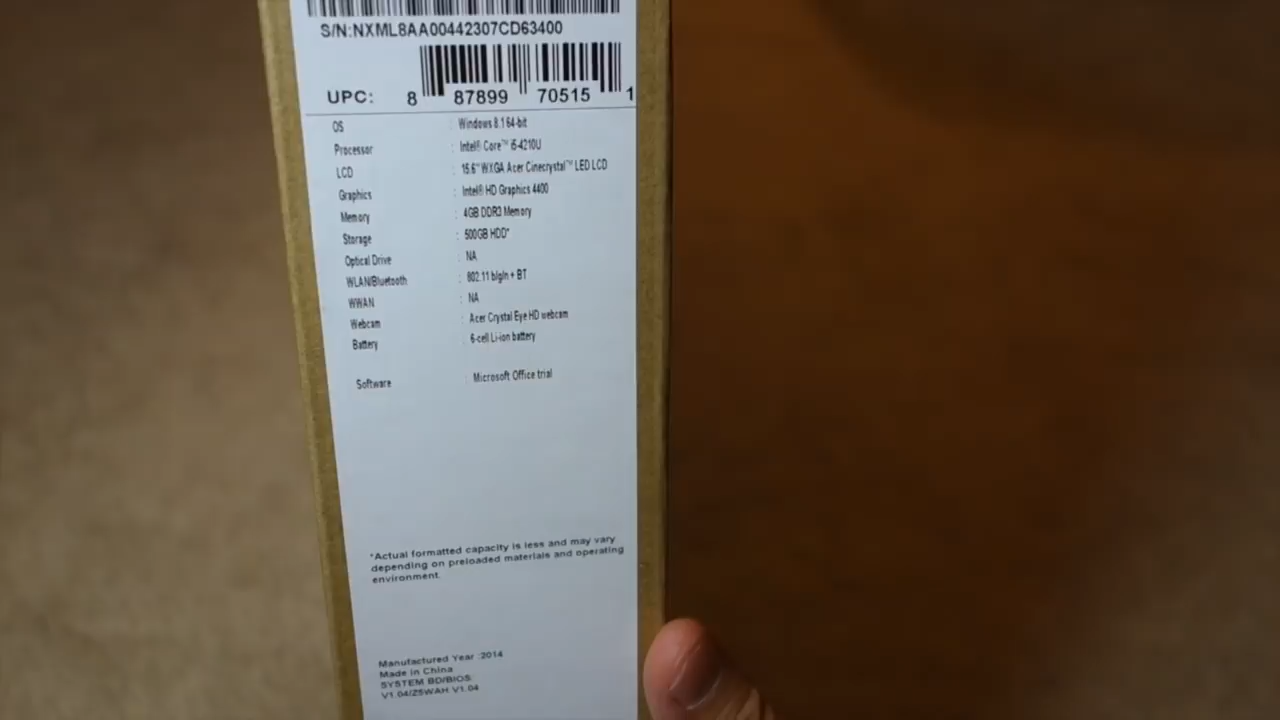 S/N:NXML8AA00442307CD63400
UPC: 8 87899 70515 1
OS : Windows 8.1 64-bit
Processor : Intel® Core™ i5-4210U
LCD : 15.6" WXGA Acer Cinecrystal™ LED LCD
Graphics : Intel® HD Graphics 4400
Memory : 4GB DDR3 Memory
Storage : 500GB HDD*
Optical Drive : NA
WLAN/Bluetooth : 802.11 b/g/n + BT
WWAN : NA
Webcam : Acer Crystal Eye HD webcam
Battery : 6-cell Li-ion battery
Software : Microsoft Office trial
*Actual formatted capacity is less and may vary
depending on preloaded materials and operating
environment.
Manufactured Year :2014
Made in China
SYSTEM BD/BIOS:
V1.04/Z5WAH V1.04